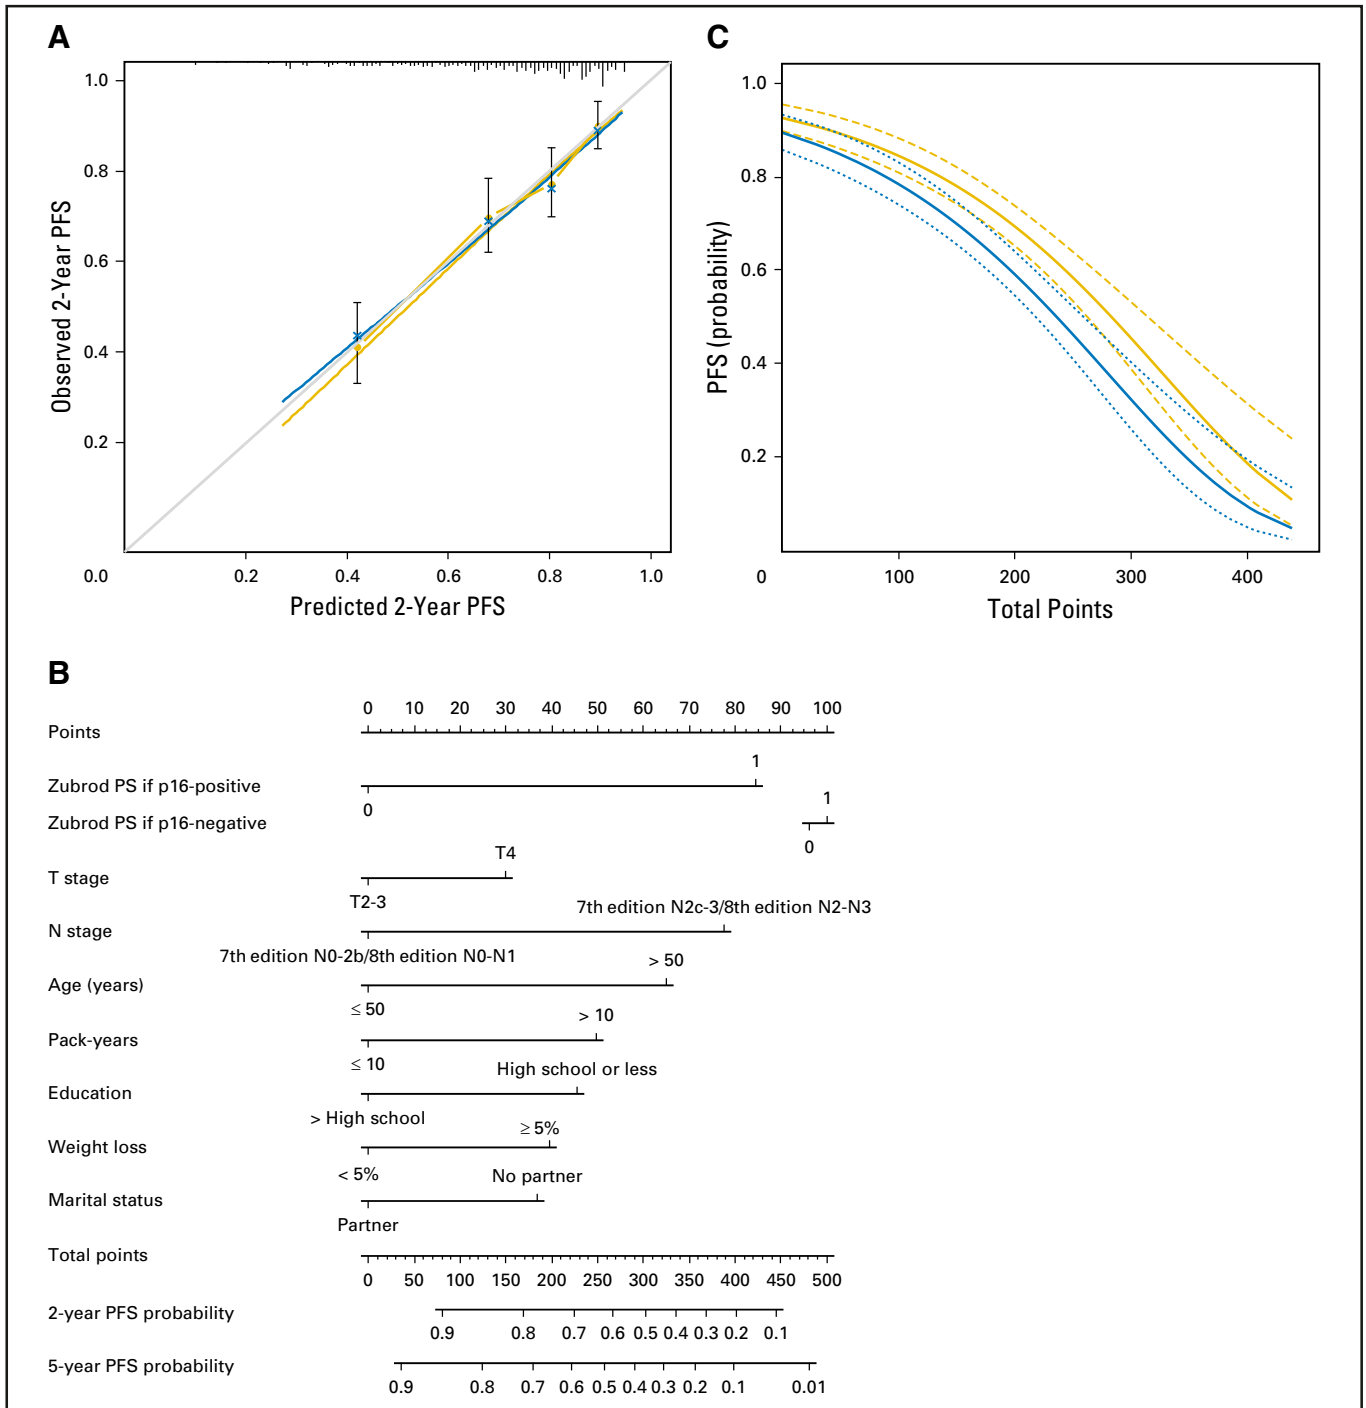 A
1.0
0.8
0.6
0.4
0.2
0.0
0.2
0.4
0.6
0.8
1.0
Observed 2-Year PFS
Predicted 2-Year PFS
C
1.0
0.8
0.6
0.4
0.2
0
100
200
300
400
PFS (probability)
Total Points
B
0 10 20 30 40 50 60 70 80 90 100
Points
1
Zubrod PS if p16-positive
0
1
Zubrod PS if p16-negative
0
T4
T stage
T2-3
7th edition N2c-3/8th edition N2-N3
N stage
7th edition N0-2b/8th edition N0-N1
> 50
Age (years)
≤ 50
> 10
Pack-years
≤ 10
High school or less
Education
> High school
≥ 5%
Weight loss
< 5%
No partner
Marital status
Partner
Total points
0 50 100 150 200 250 300 350 400 450 500
2-year PFS probability
0.9 0.8 0.7 0.6 0.5 0.4 0.3 0.2 0.1
5-year PFS probability
0.9 0.8 0.7 0.6 0.5 0.4 0.3 0.2 0.1 0.01